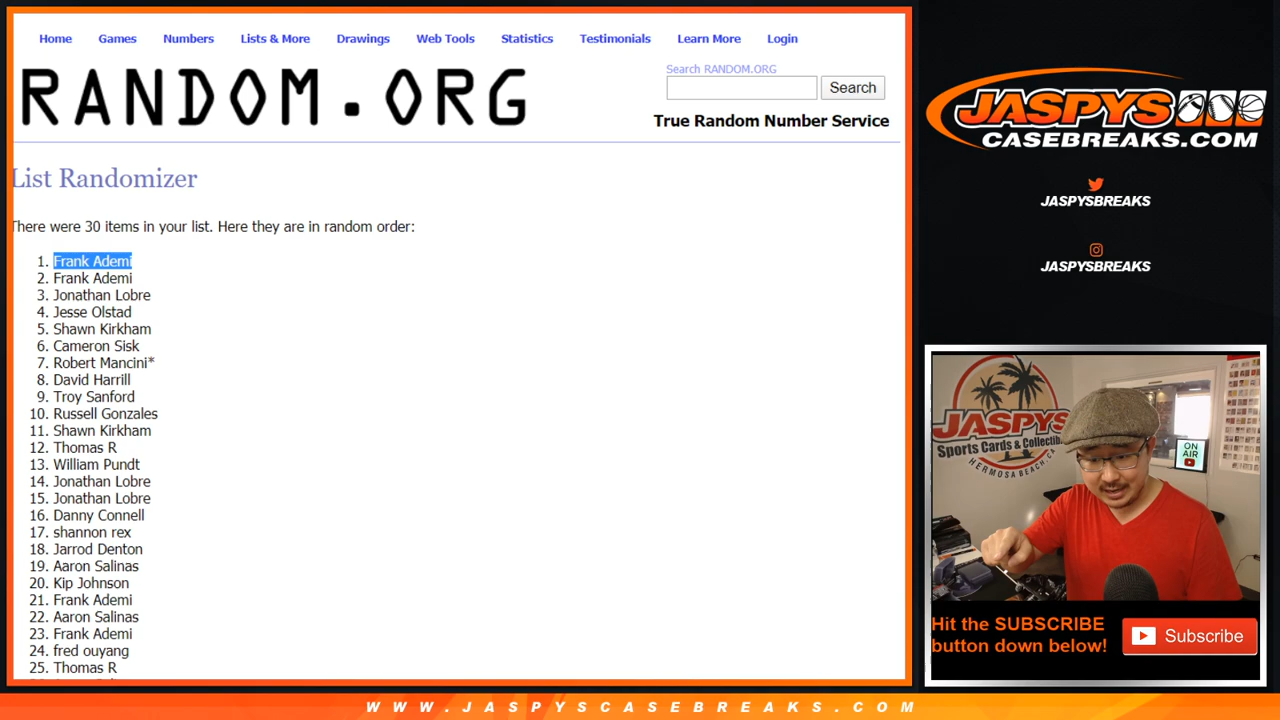 Home Games Numbers Lists & More Drawings Web Tools Statistics Testimonials Learn More Login
RANDOM.ORG
Search RANDOM.ORG
Search
True Random Number Service
List Randomizer
There were 30 items in your list. Here they are in random order:
1. Frank Ademi
2. Frank Ademi
3. Jonathan Lobre
4. Jesse Olstad
5. Shawn Kirkham
6. Cameron Sisk
7. Robert Mancini*
8. David Harrill
9. Troy Sanford
10. Russell Gonzales
11. Shawn Kirkham
12. Thomas R
13. William Pundt
14. Jonathan Lobre
15. Jonathan Lobre
16. Danny Connell
17. shannon rex
18. Jarrod Denton
19. Aaron Salinas
20. Kip Johnson
21. Frank Ademi
22. Aaron Salinas
23. Frank Ademi
24. fred ouyang
25. Thomas R
JASPYS
CASEBREAKS.COM
JASPYSBREAKS
JASPYSBREAKS
JASPYS
Sports Cards & Collectib
HERMOSA BEACH, CA
ON
AIR
Hit the SUBSCRIBE
button down below!
Subscribe
WWW.JASPYSCASEBREAKS.COM